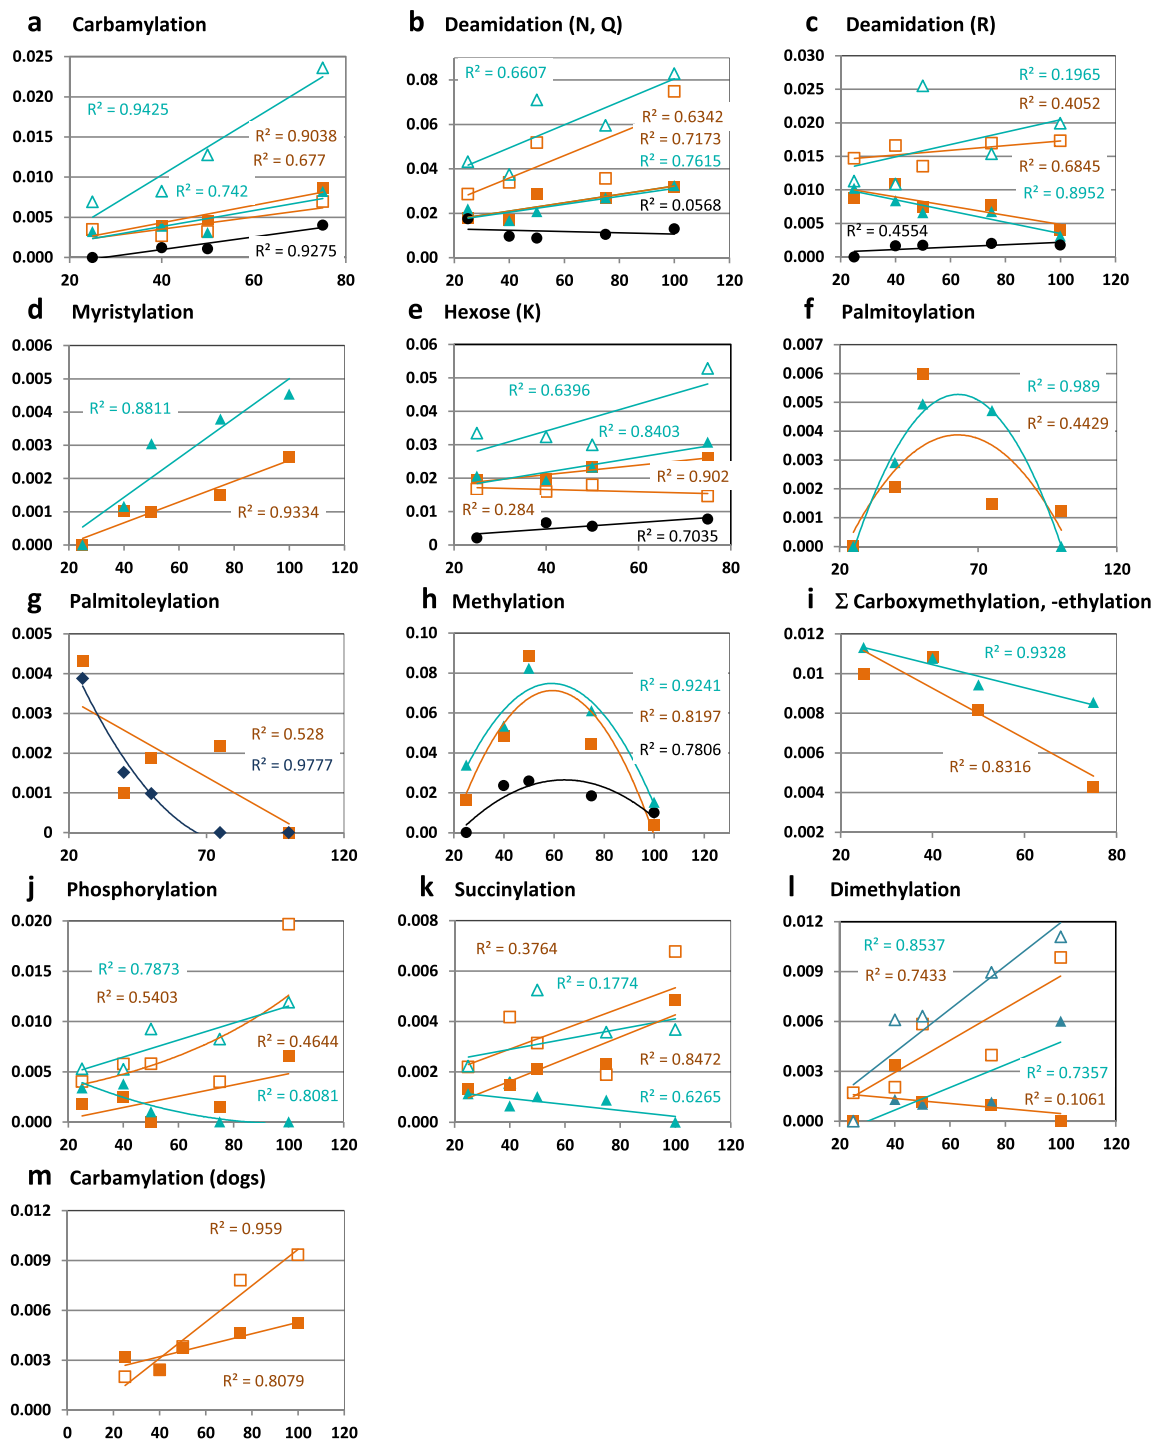 a Carbamylation
0.025
0.020
0.015
0.010
0.005
0.000
R² = 0.9425
R² = 0.9038
R² = 0.677
R² = 0.742
R² = 0.9275
20 40 60 80
b Deamidation (N, Q)
0.08
0.06
0.04
0.02
0.00
R² = 0.6607
R² = 0.6342
R² = 0.7173
R² = 0.7615
R² = 0.0568
20 40 60 80 100 120
c Deamidation (R)
0.030
0.025
0.020
0.015
0.010
0.005
0.000
R² = 0.1965
R² = 0.4052
R² = 0.6845
R² = 0.8952
R² = 0.4554
20 40 60 80 100 120
d Myristylation
0.006
0.005
0.004
0.003
0.002
0.001
0.000
R² = 0.8811
R² = 0.9334
20 40 60 80 100 120
e Hexose (K)
0.06
0.05
0.04
0.03
0.02
0.01
0
R² = 0.6396
R² = 0.8403
R² = 0.902
R² = 0.284
R² = 0.7035
20 40 60 80
f Palmitoylation
0.007
0.006
0.005
0.004
0.003
0.002
0.001
0.000
R² = 0.989
R² = 0.4429
20 70 120
g Palmitoleylation
0.005
0.004
0.003
0.002
0.001
0
R² = 0.528
R² = 0.9777
20 70 120
h Methylation
0.10
0.08
0.06
0.04
0.02
0.00
R² = 0.9241
R² = 0.8197
R² = 0.7806
20 40 60 80 100 120
i Σ Carboxymethylation, -ethylation
0.012
0.010
0.008
0.006
0.004
0.002
R² = 0.9328
R² = 0.8316
20 40 60 80
j Phosphorylation
0.020
0.015
0.010
0.005
0.000
R² = 0.7873
R² = 0.5403
R² = 0.4644
R² = 0.8081
20 40 60 80 100 120
k Succinylation
0.008
0.006
0.004
0.002
0.000
R² = 0.3764
R² = 0.1774
R² = 0.8472
R² = 0.6265
20 40 60 80 100 120
l Dimethylation
0.012
0.009
0.006
0.003
0.000
R² = 0.8537
R² = 0.7433
R² = 0.7357
R² = 0.1061
20 40 60 80 100 120
m Carbamylation (dogs)
0.012
0.009
0.006
0.003
0.000
R² = 0.959
R² = 0.8079
0 20 40 60 80 100 120